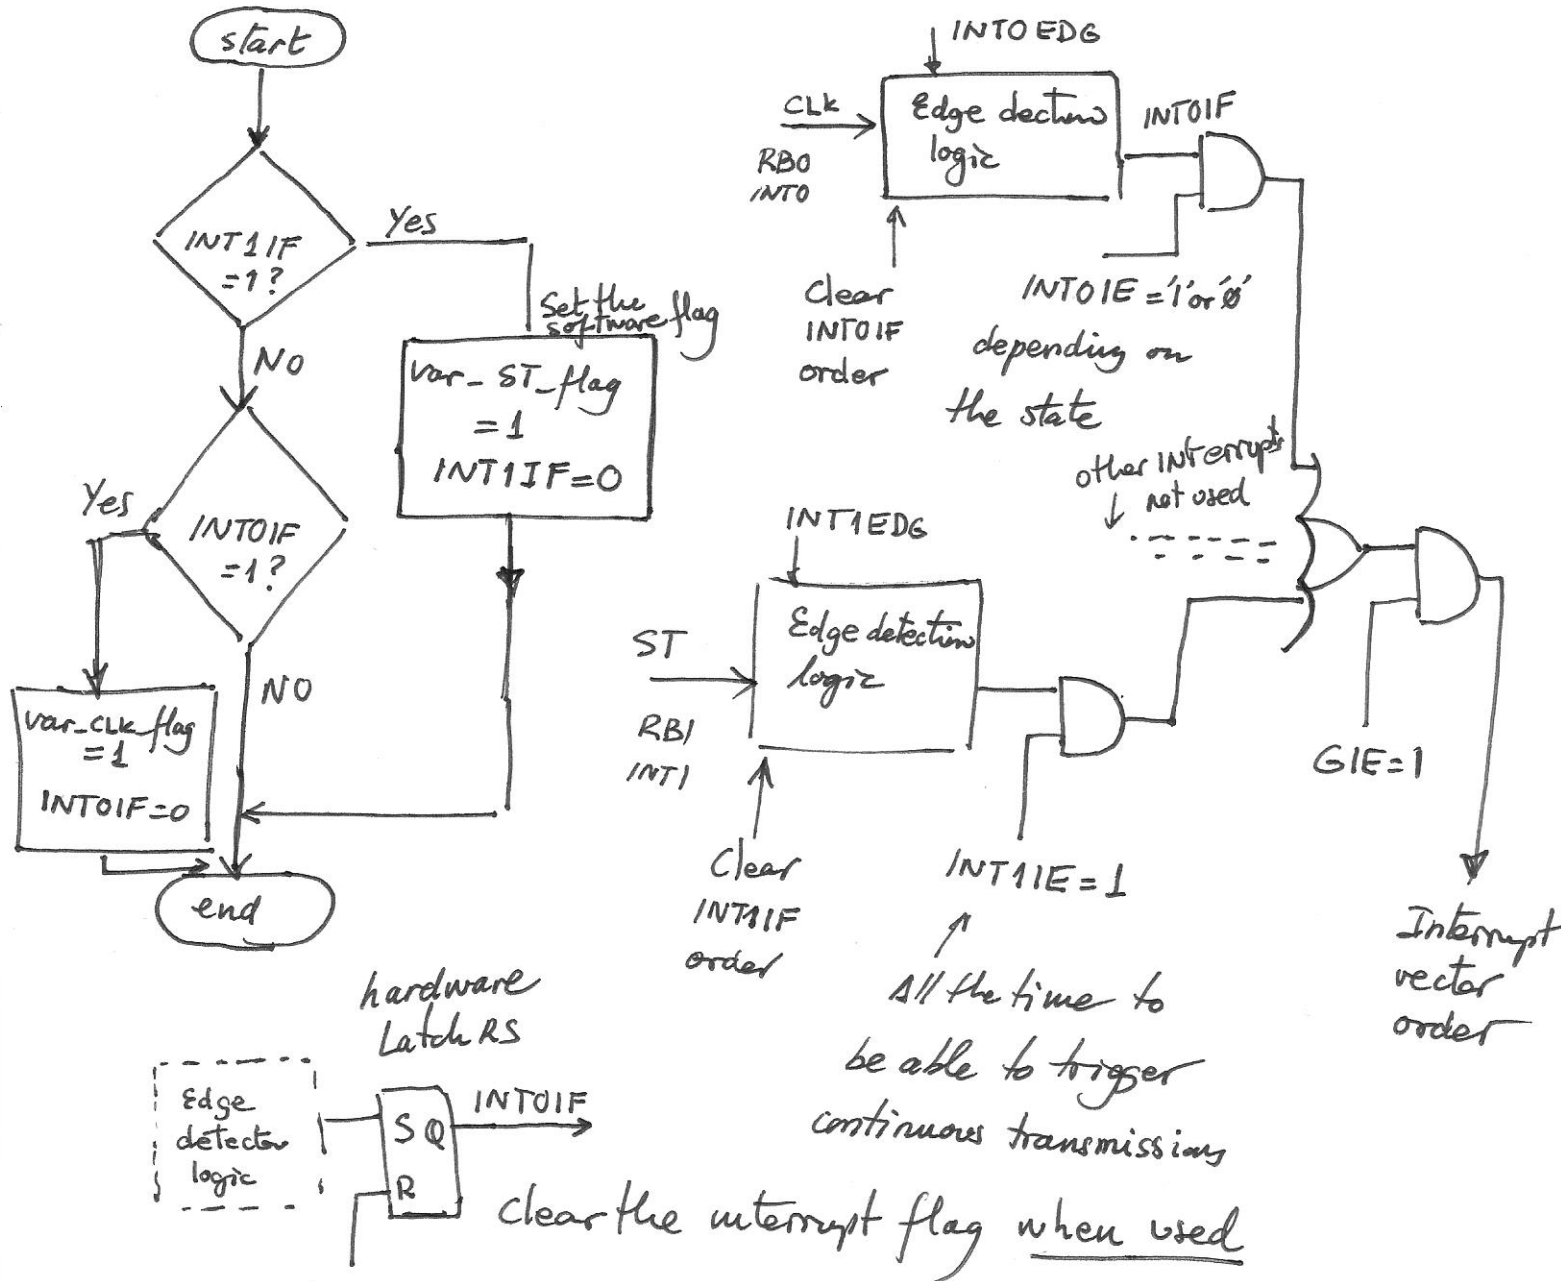 start
INT1IF
=1?
Yes
NO
Set the
software flag
var_ST_flag
=1
INT1IF=0
INT0IF
=1?
Yes
NO
var_CLK_flag
=1
INT0IF=0
end
INT0EDG
CLK
RB0
INT0
Edge dection
logic
INT0IF
Clear
INT0IF
order
INT0IE='1'or'0'
depending on
the state
other INTerrupts
not used
INT1EDG
ST
RB1
INT1
Edge detection
logic
Clear
INT1IF
order
INT1IE=1
GIE=1
All the time to
be able to trigger
continuous transmissions
Interrupt
vector
order
hardware
Latch RS
Edge
detector
logic
S Q
R
INT0IF
Clear the interrupt flag when used